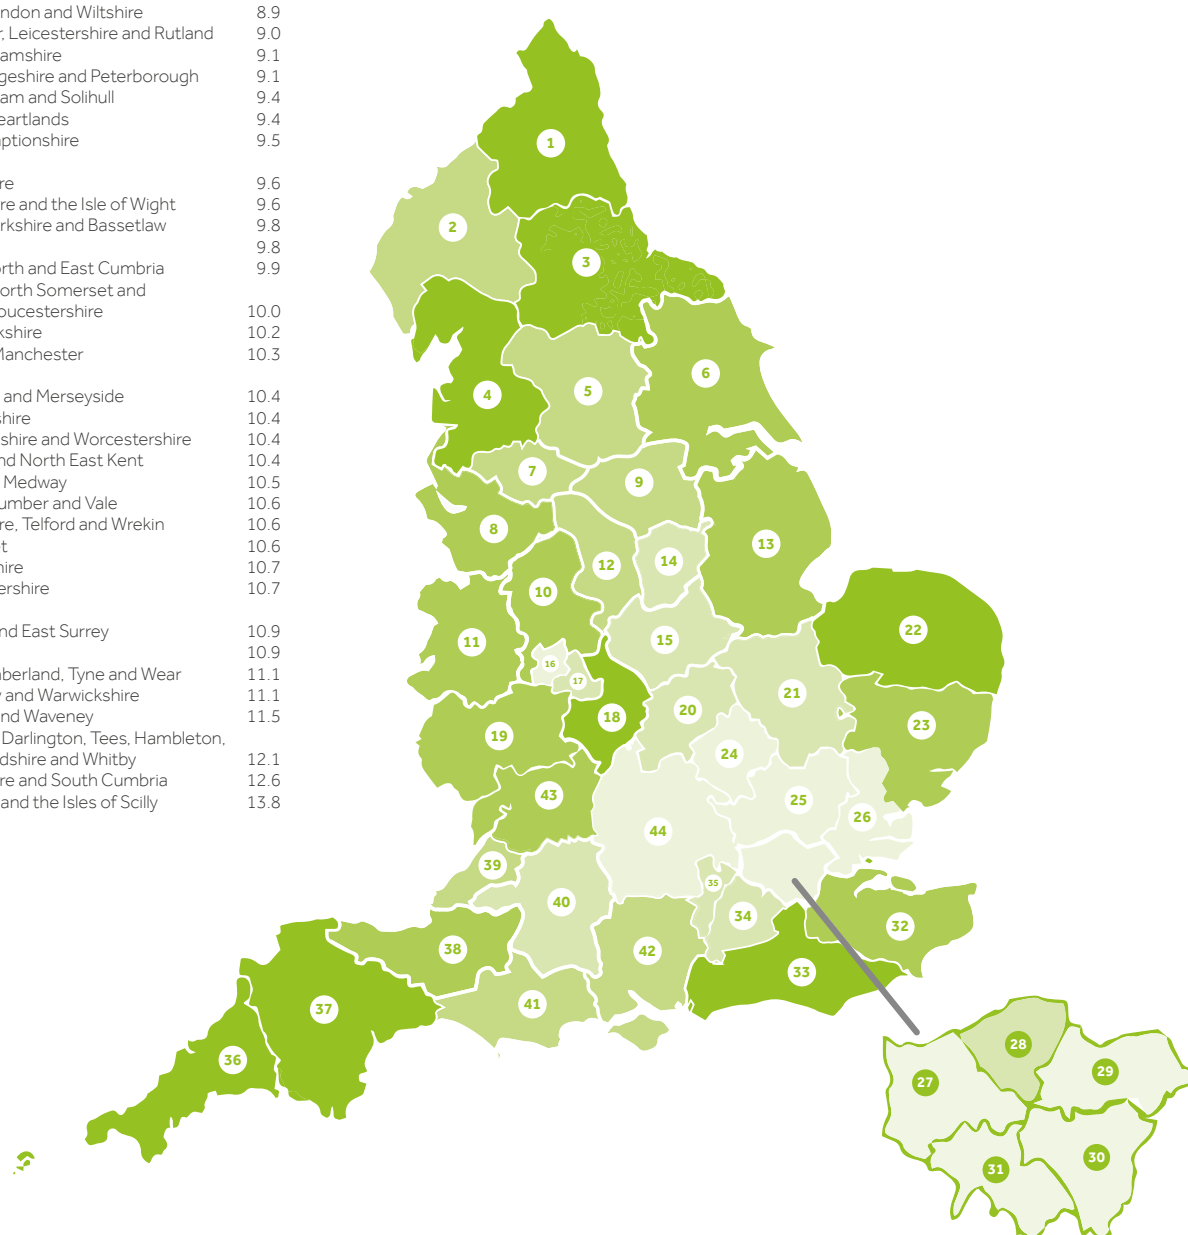 ndon and Wiltshire 8.9
r, Leicestershire and Rutland 9.0
amshire 9.1
geshire and Peterborough 9.1
am and Solihull 9.4
eartlands 9.4
aptionshire 9.5
re 9.6
re and the Isle of Wight 9.6
rkshire and Bassetlaw 9.8
9.8
orth and East Cumbria 9.9
orth Somerset and
oucestershire 10.0
kshire 10.2
Manchester 10.3
and Merseyside 10.4
shire 10.4
shire and Worcestershire 10.4
nd North East Kent 10.4
Medway 10.5
umber and Vale 10.6
re, Telford and Wrekin 10.6
et 10.6
hire 10.7
ershire 10.7
nd East Surrey 10.9
10.9
mberland, Tyne and Wear 11.1
y and Warwickshire 11.1
nd Waveney 11.5
Darlington, Tees, Hambleton,
dshire and Whitby 12.1
re and South Cumbria 12.6
and the Isles of Scilly 13.8
1
2
3
4
5
6
7
8
9
10
11
12
13
14
15
16
17
18
19
20
21
22
23
24
25
26
27
28
29
30
31
32
33
34
35
36
37
38
39
40
41
42
43
44